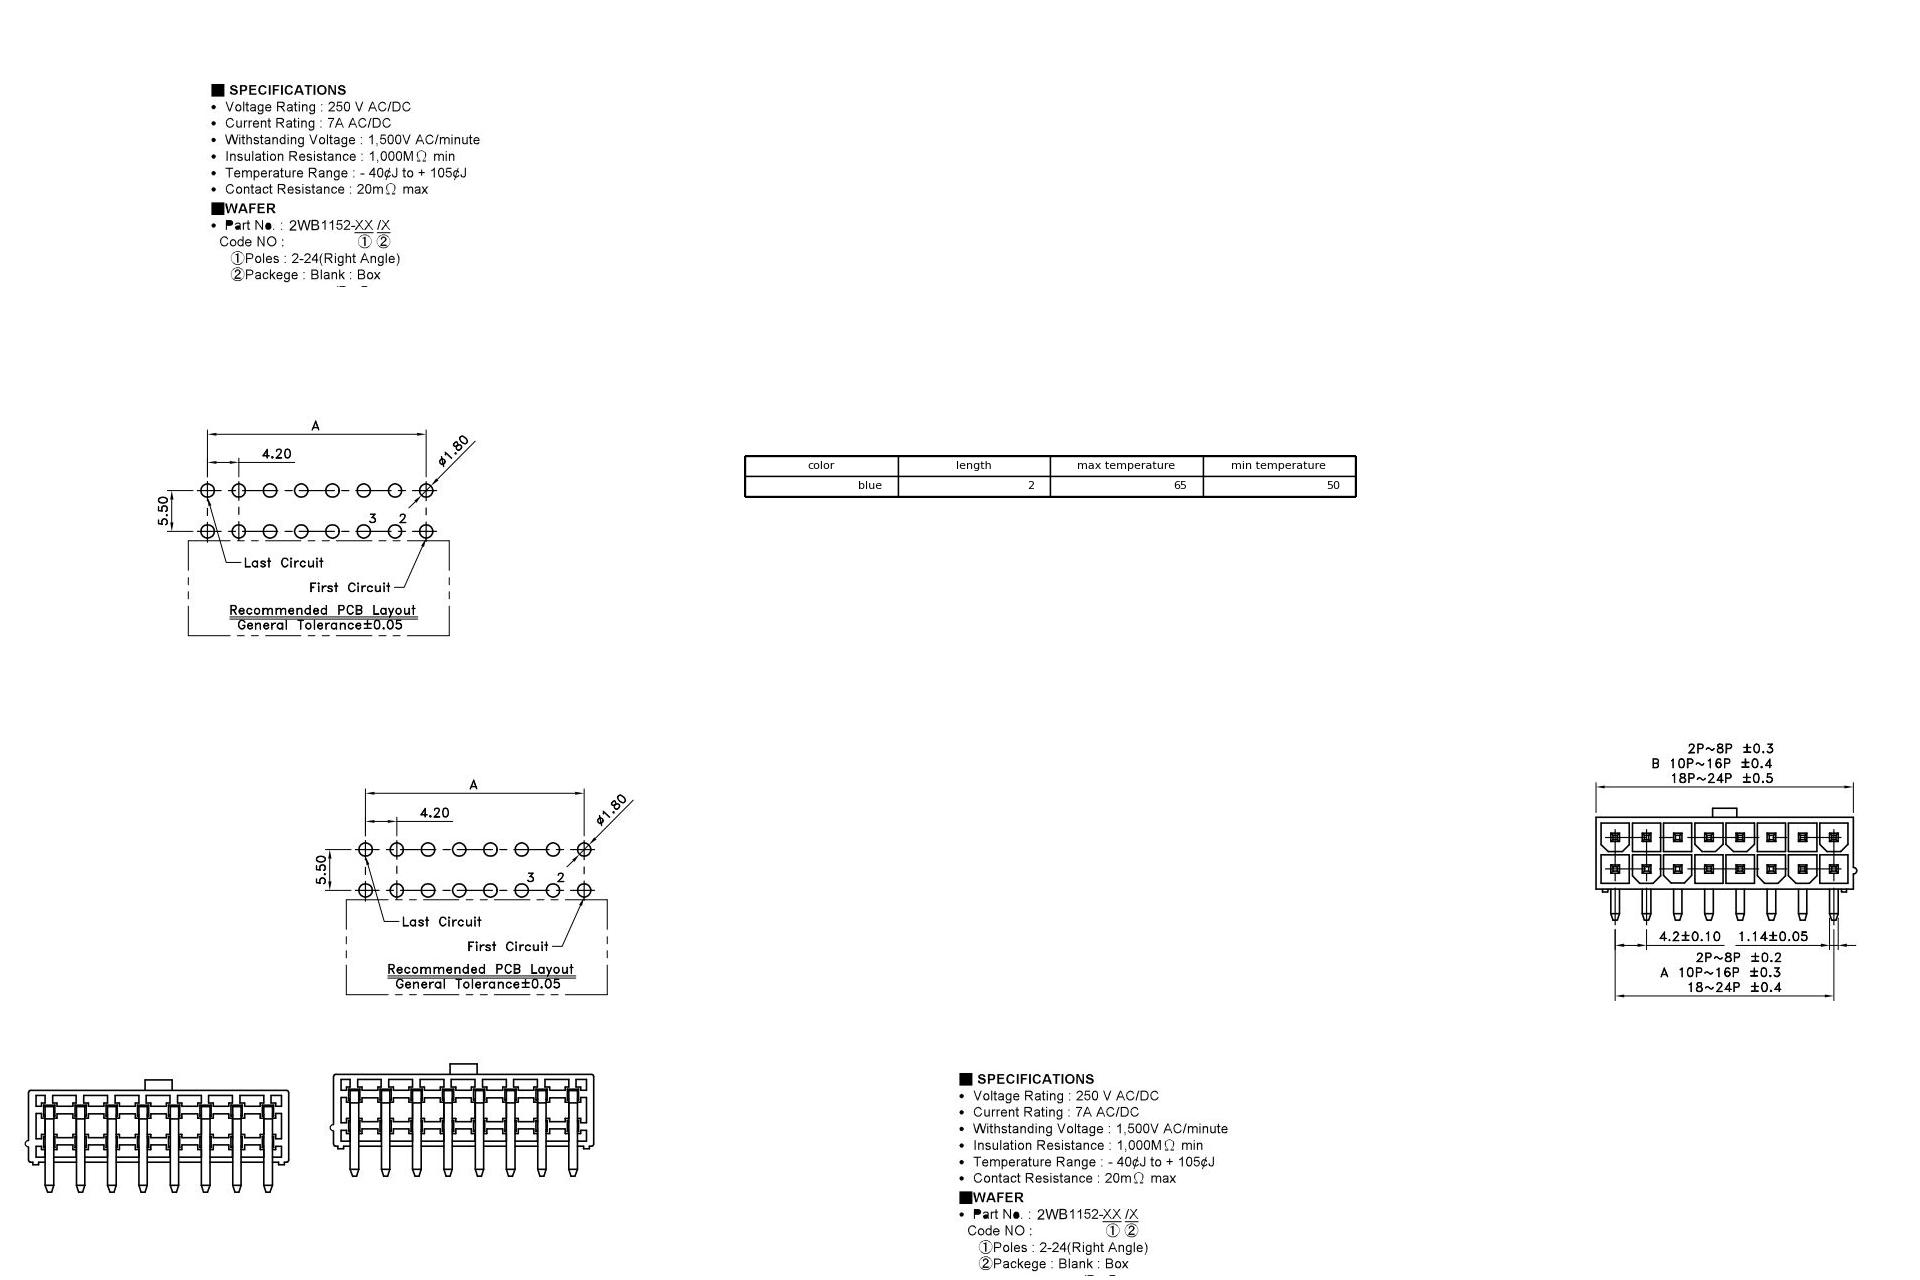 ■ SPECIFICATIONS
• Voltage Rating : 250 V AC/DC
• Current Rating : 7A AC/DC
• Withstanding Voltage : 1,500V AC/minute
• Insulation Resistance : 1,000MΩ min
• Temperature Range : - 40¢J to + 105¢J
• Contact Resistance : 20mΩ max
■WAFER
• Part No. : 2WB1152-XX /X
Code NO : ① ②
①Poles : 2-24(Right Angle)
②Packege : Blank : Box
A
4.20
ø1.80
5.50
3 2
Last Circuit
First Circuit
Recommended PCB Layout
General Tolerance±0.05
color length max temperature min temperature
blue 2 65 50
A
4.20
ø1.80
5.50
3 2
Last Circuit
First Circuit
Recommended PCB Layout
General Tolerance±0.05
2P~8P ±0.3
B 10P~16P ±0.4
18P~24P ±0.5
4.2±0.10 1.14±0.05
2P~8P ±0.2
A 10P~16P ±0.3
18~24P ±0.4
■ SPECIFICATIONS
• Voltage Rating : 250 V AC/DC
• Current Rating : 7A AC/DC
• Withstanding Voltage : 1,500V AC/minute
• Insulation Resistance : 1,000MΩ min
• Temperature Range : - 40¢J to + 105¢J
• Contact Resistance : 20mΩ max
■WAFER
• Part No. : 2WB1152-XX /X
Code NO : ① ②
①Poles : 2-24(Right Angle)
②Packege : Blank : Box